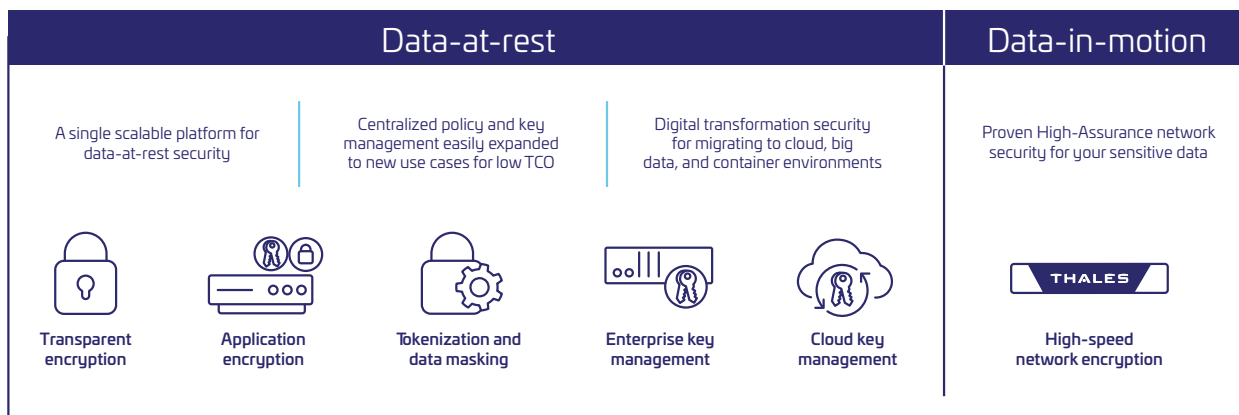 Data-at-rest
Data-in-motion
A single scalable platform for
data-at-rest security
Centralized policy and key
management easily expanded
to new use cases for low TCO
Digital transformation security
for migrating to cloud, big
data, and container environments
Proven High-Assurance network
security for your sensitive data
THALES
Transparent
encryption
Application
encryption
Tokenization and
data masking
Enterprise key
management
Cloud key
management
High-speed
network encryption